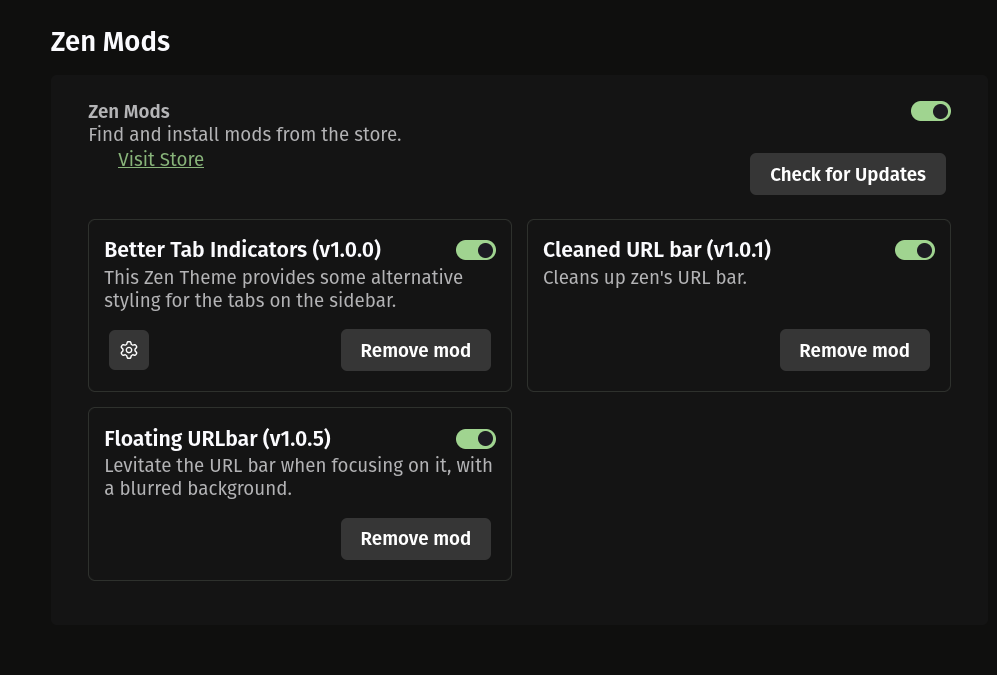 Zen Mods
Zen Mods
Find and install mods from the store.
Visit Store
Check for Updates
Better Tab Indicators (v1.0.0)
This Zen Theme provides some alternative
styling for the tabs on the sidebar.
Remove mod
Cleaned URL bar (v1.0.1)
Cleans up zen's URL bar.
Remove mod
Floating URLbar (v1.0.5)
Levitate the URL bar when focusing on it, with
a blurred background.
Remove mod